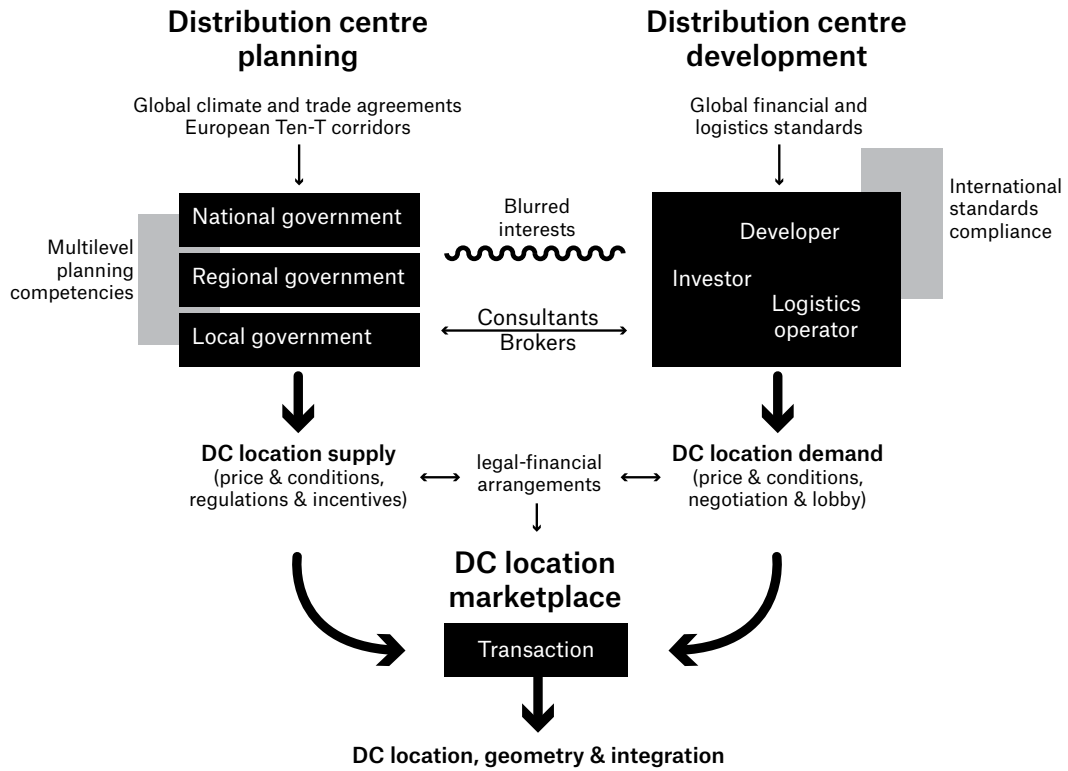 Distribution centre
planning
Distribution centre
development
Global climate and trade agreements
European Ten-T corridors
Global financial and
logistics standards
Multilevel
planning
competencies
National government
Regional government
Local government
Blurred
interests
Consultants
Brokers
Developer
Investor
Logistics
operator
International
standards
compliance
DC location supply
(price & conditions,
regulations & incentives)
legal-financial
arrangements
DC location demand
(price & conditions,
negotiation & lobby)
DC location
marketplace
Transaction
DC location, geometry & integration